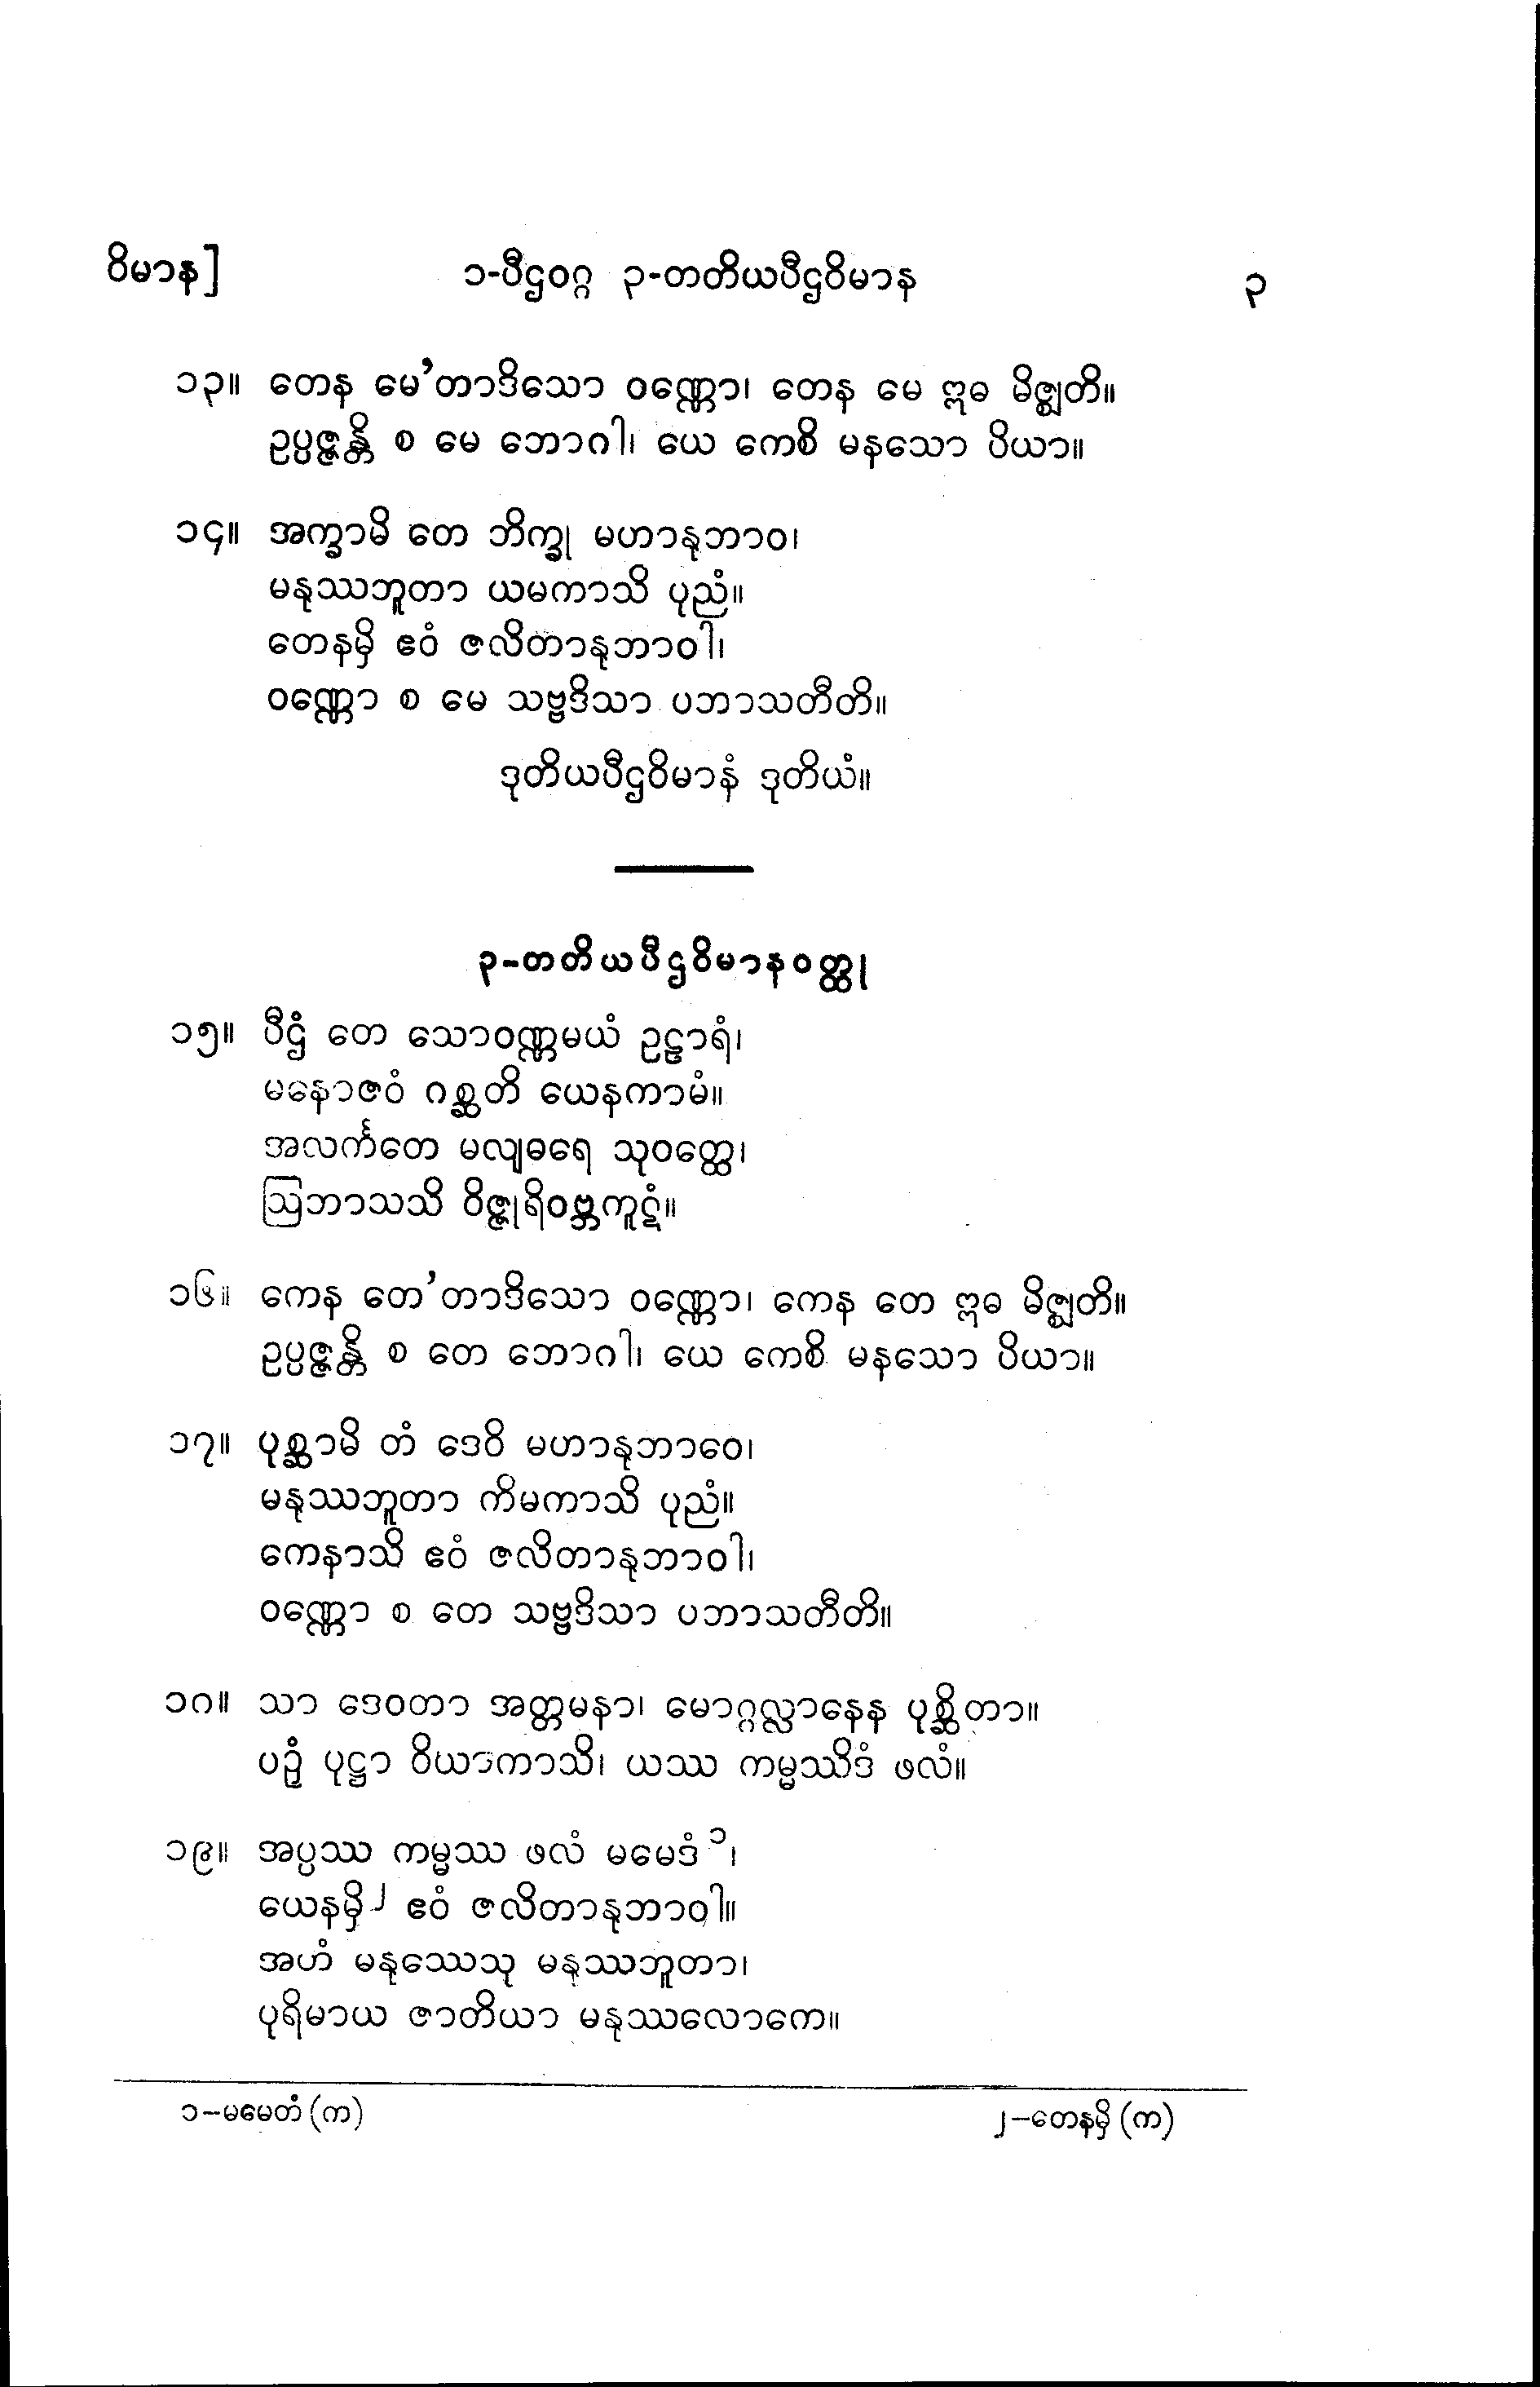 ဝိမာန]
၁-ပီဌဝဂ္ဂ ၃-တတိယပီဌဝိမာန
၃
၁၃။ တေန မေ’တာဒိသော ဝဏ္ဏော၊ တေန မေ ဣဓ မိဇ္ဈတိ။
ဥပ္ပဇ္ဇန္တိ စ မေ ဘောဂါ၊ ယေ ကေစိ မနသော ပိယာ။
၁၄။ အက္ခာမိ တေ ဘိက္ခု မဟာနုဘာဝ၊
မနုဿဘူတာ ယမကာသိ ပုညံ။
တေနမှိ ဧဝံ ဇလိတာနုဘာဝါ၊
ဝဏ္ဏော စ မေ သဗ္ဗဒိသာ ပဘာသတီတိ။
ဒုတိယပီဌဝိမာနံ ဒုတိယံ။
၃-တတိယပီဌဝိမာနဝတ္ထု
၁၅။ ပီဌံ တေ သောဝဏ္ဏမယံ ဥဠာရံ၊
မနောဇဝံ ဂစ္ဆတိ ယေနကာမံ။
အလင်္ကတေ မလျဓရေ သုဝတ္ထေ၊
ဩဘာသသိ ဝိဇ္ဇုရိဝဗ္ဘကူဋံ။
၁၆။ ကေန တေ’တာဒိသော ဝဏ္ဏော၊ ကေန တေ ဣဓ မိဇ္ဈတိ။
ဥပ္ပဇ္ဇန္တိ စ တေ ဘောဂါ၊ ယေ ကေစိ မနသော ပိယာ။
၁၇။ ပုစ္ဆာမိ တံ ဒေဝိ မဟာနုဘာဝေ၊
မနုဿဘူတာ ကိမကာသိ ပုညံ။
ကေနာသိ ဧဝံ ဇလိတာနုဘာဝါ၊
ဝဏ္ဏော စ တေ သဗ္ဗဒိသာ ပဘာသတီတိ။
၁၈။ သာ ဒေဝတာ အတ္တမနာ၊ မောဂ္ဂလ္လာနေန ပုစ္ဆိတာ။
ပဉှံ ပုဋ္ဌာ ဝိယာကာသိ၊ ယဿ ကမ္မဿိဒံ ဖလံ။
၁၉။ အပ္ပဿ ကမ္မဿ ဖလံ မမေဒံ ၁၊
ယေနမှိ ၂ ဧဝံ ဇလိတာနုဘာဝါ။
အဟံ မနုဿေသု မနုဿဘူတာ၊
ပုရိမာယ ဇာတိယာ မနုဿလောကေ။
၁-မမေတံ (က)
၂-တေနမှိ (က)